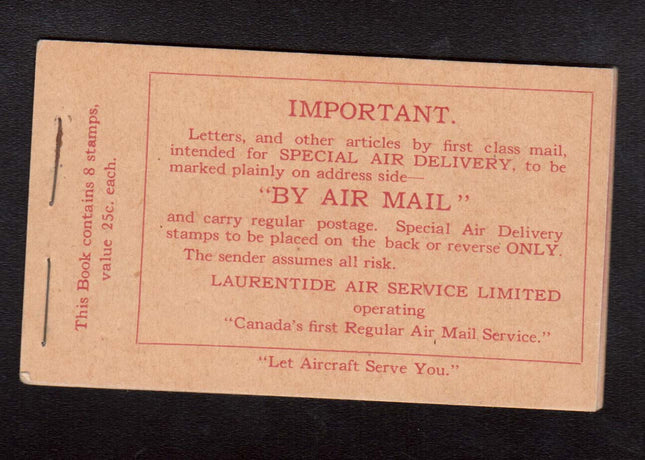 This Book contains 8 stamps,
value 25c. each.
IMPORTANT.
Letters, and other articles by first class mail,
intended for SPECIAL AIR DELIVERY, to be
marked plainly on address side—
"BY AIR MAIL"
and carry regular postage. Special Air Delivery
stamps to be placed on the back or reverse ONLY.
The sender assumes all risk.
LAURENTIDE AIR SERVICE LIMITED
operating
"Canada's first Regular Air Mail Service."
"Let Aircraft Serve You."